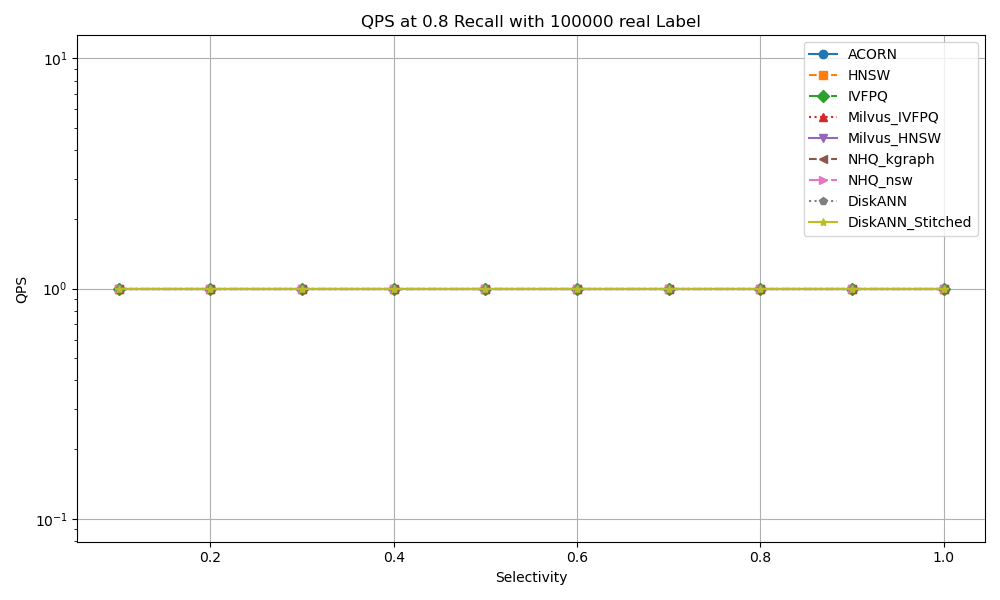 QPS at 0.8 Recall with 100000 real Label
ACORN
HNSW
IVFPQ
Milvus_IVFPQ
Milvus_HNSW
NHQ_kgraph
NHQ_nsw
DiskANN
DiskANN_Stitched
QPS
10¹
10⁰
10⁻¹
0.2 0.4 0.6 0.8 1.0
Selectivity